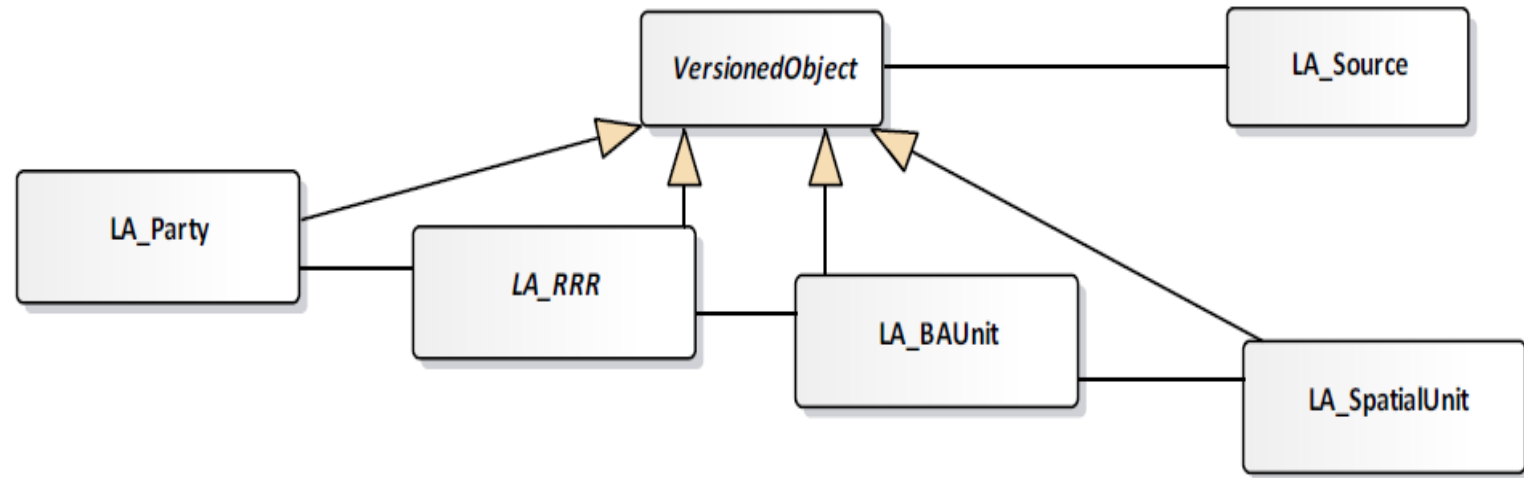 VersionedObject
LA_Source
LA_Party
LA_RRR
LA_BAUnit
LA_SpatialUnit